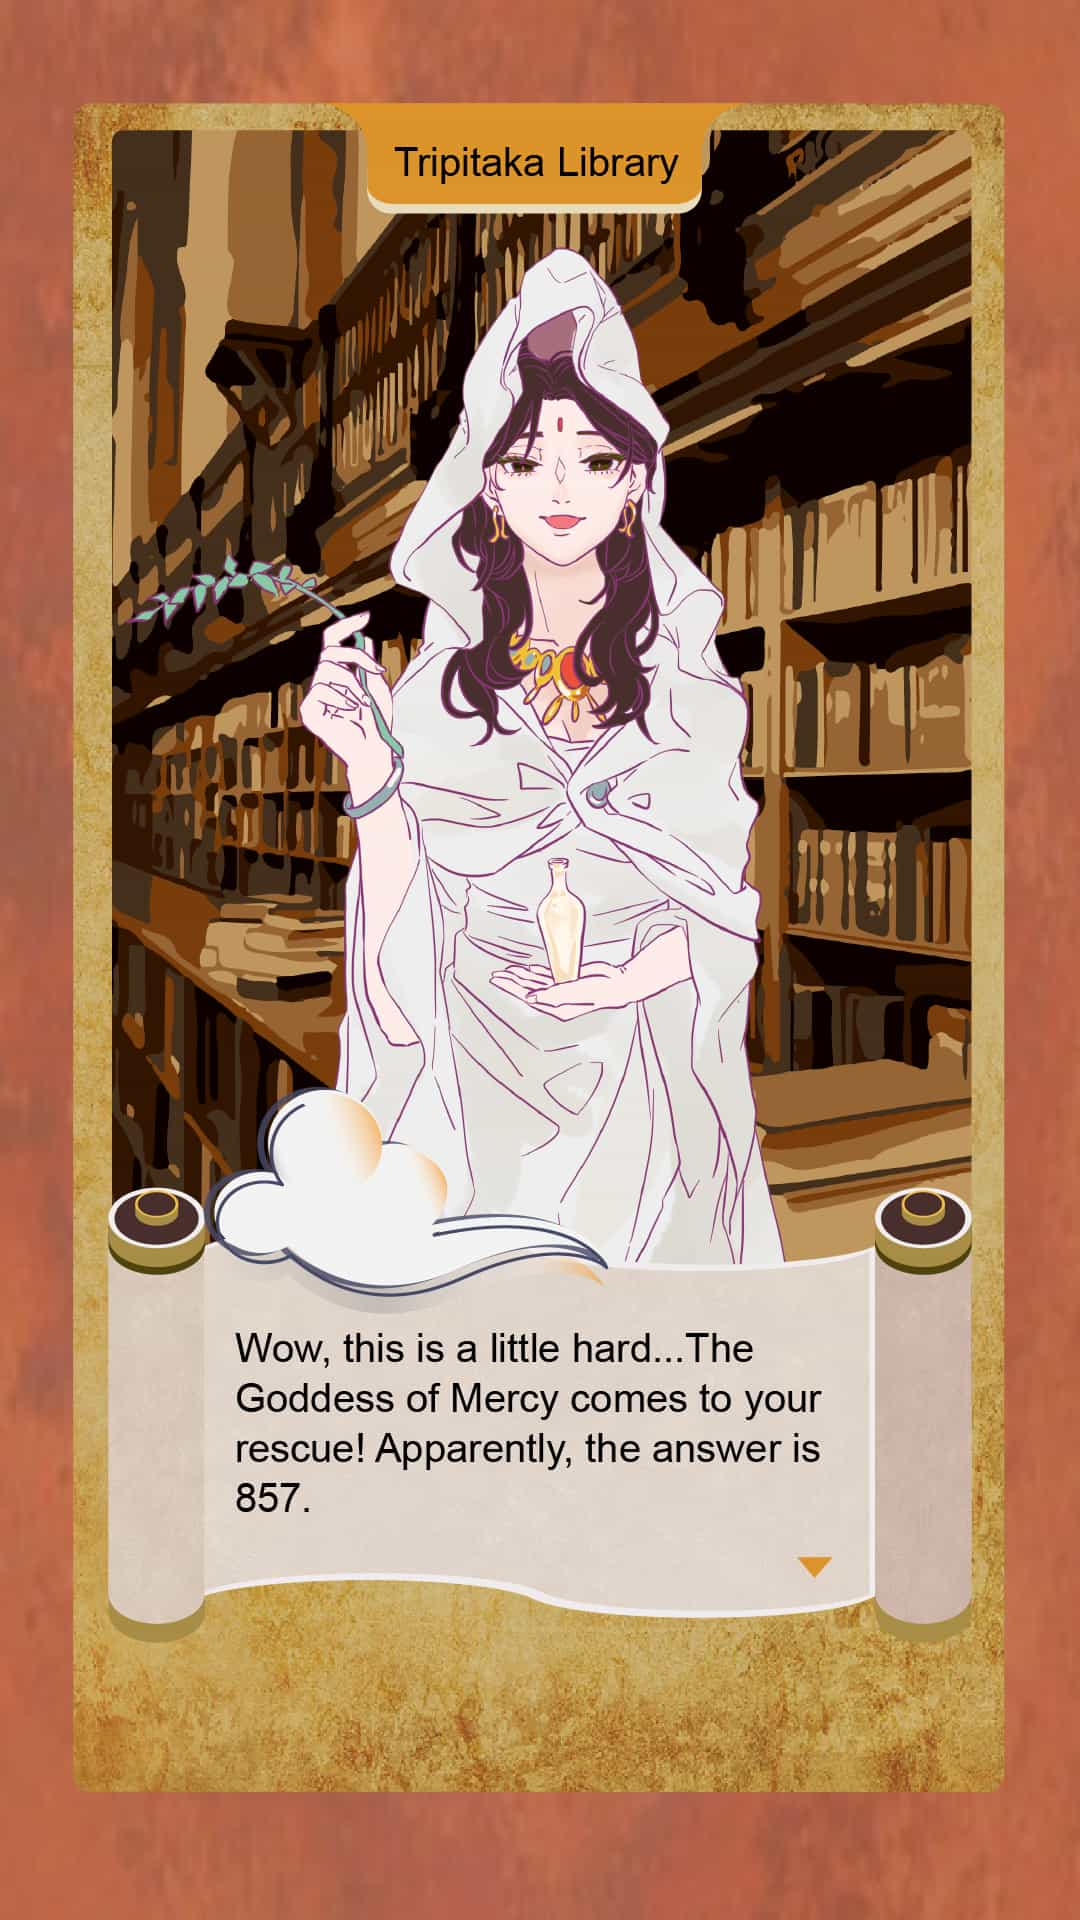 Tripitaka Library
Wow, this is a little hard...The
Goddess of Mercy comes to your
rescue! Apparently, the answer is
857.